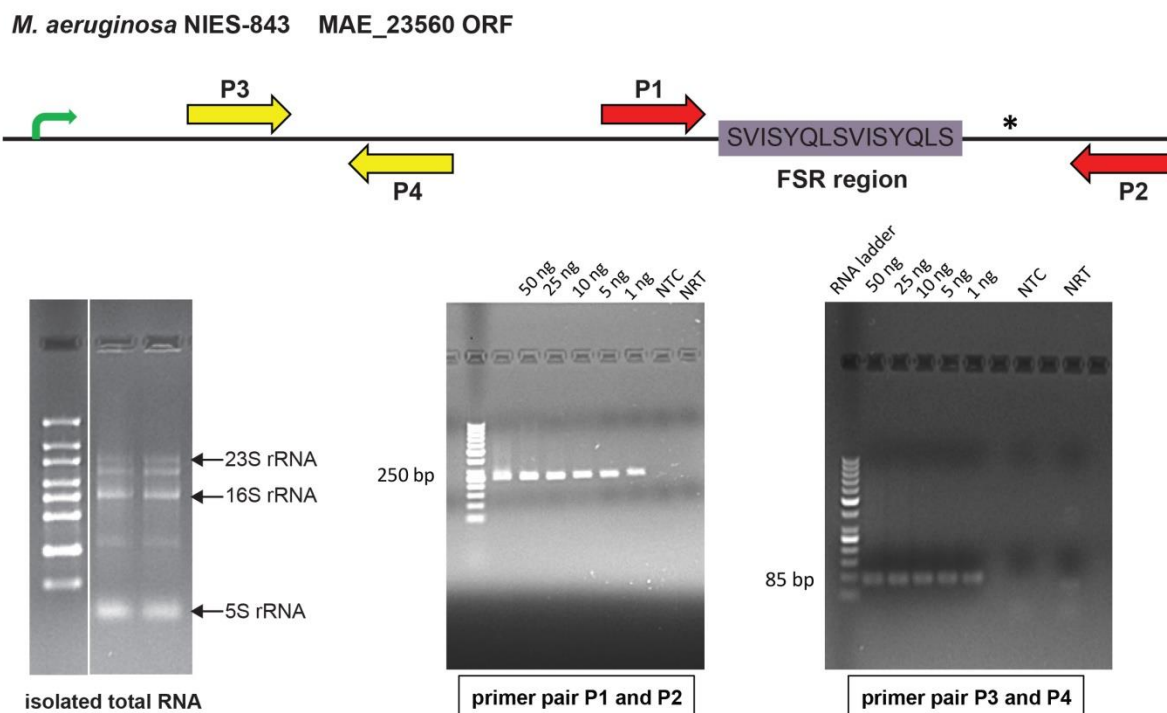 M. aeruginosa NIES-843 MAE_23560 ORF
P3
P1
*
SVISYQLSVISYQLS
FSR region
P4
P2
23S rRNA
16S rRNA
5S rRNA
isolated total RNA
50 ng
25 ng
10 ng
5 ng
1 ng
NTC
NRT
250 bp
primer pair P1 and P2
RNA ladder
50 ng
25 ng
10 ng
5 ng
1 ng
NTC
NRT
85 bp
primer pair P3 and P4